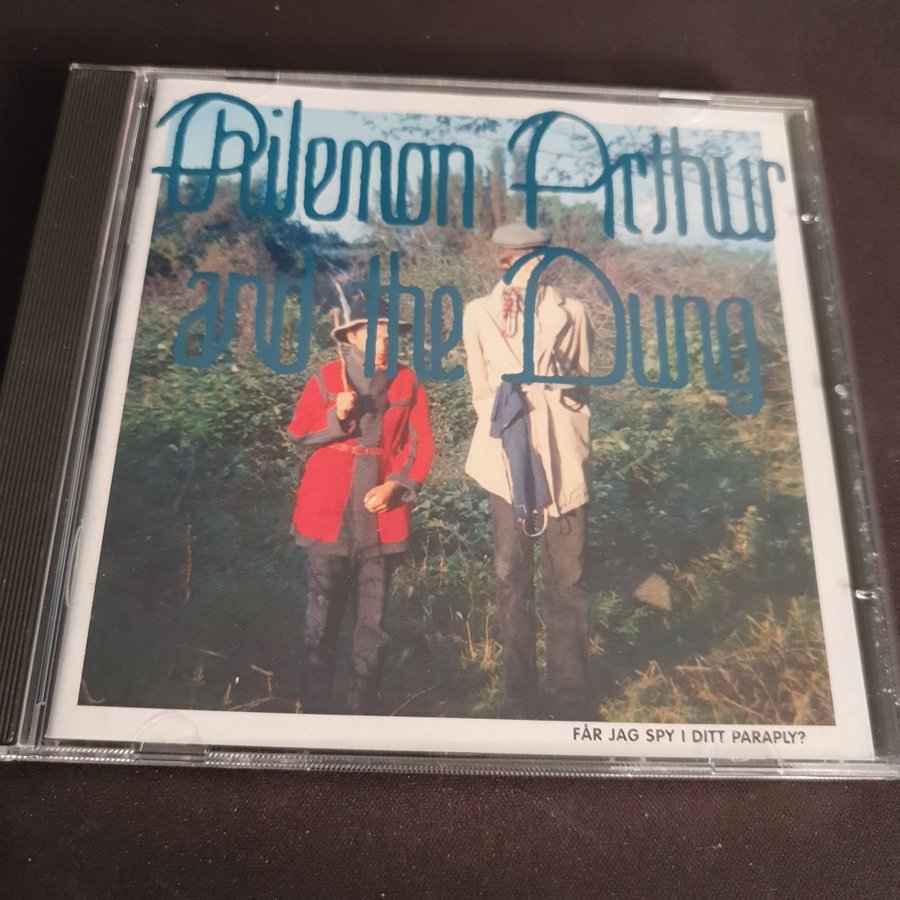 Philemon Arthur
and the Dung
FÅR JAG SPY I DITT PARAPLY?